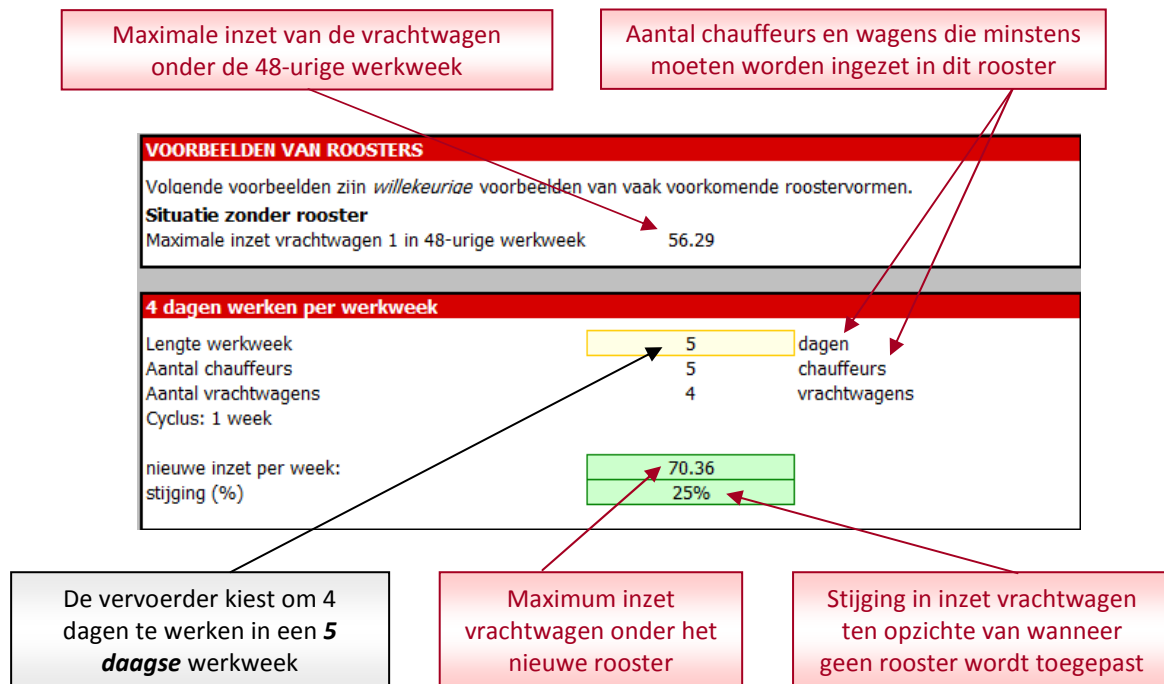 Maximale inzet van de vrachtwagen
onder de 48-urige werkweek
Aantal chauffeurs en wagens die minstens
moeten worden ingezet in dit rooster
VOORBEELDEN VAN ROOSTERS
Volgende voorbeelden zijn willekeurige voorbeelden van vaak voorkomende roostervormen.
Situatie zonder rooster
Maximale inzet vrachtwagen 1 in 48-urige werkweek 56.29
4 dagen werken per werkweek
Lengte werkweek 5 dagen
Aantal chauffeurs 5 chauffeurs
Aantal vrachtwagens 4 vrachtwagens
Cyclus: 1 week
nieuwe inzet per week: 70.36
stijging (%) 25%
De vervoerder kiest om 4
dagen te werken in een 5
daagse werkweek
Maximum inzet
vrachtwagen onder het
nieuwe rooster
Stijging in inzet vrachtwagen
ten opzichte van wanneer
geen rooster wordt toegepast